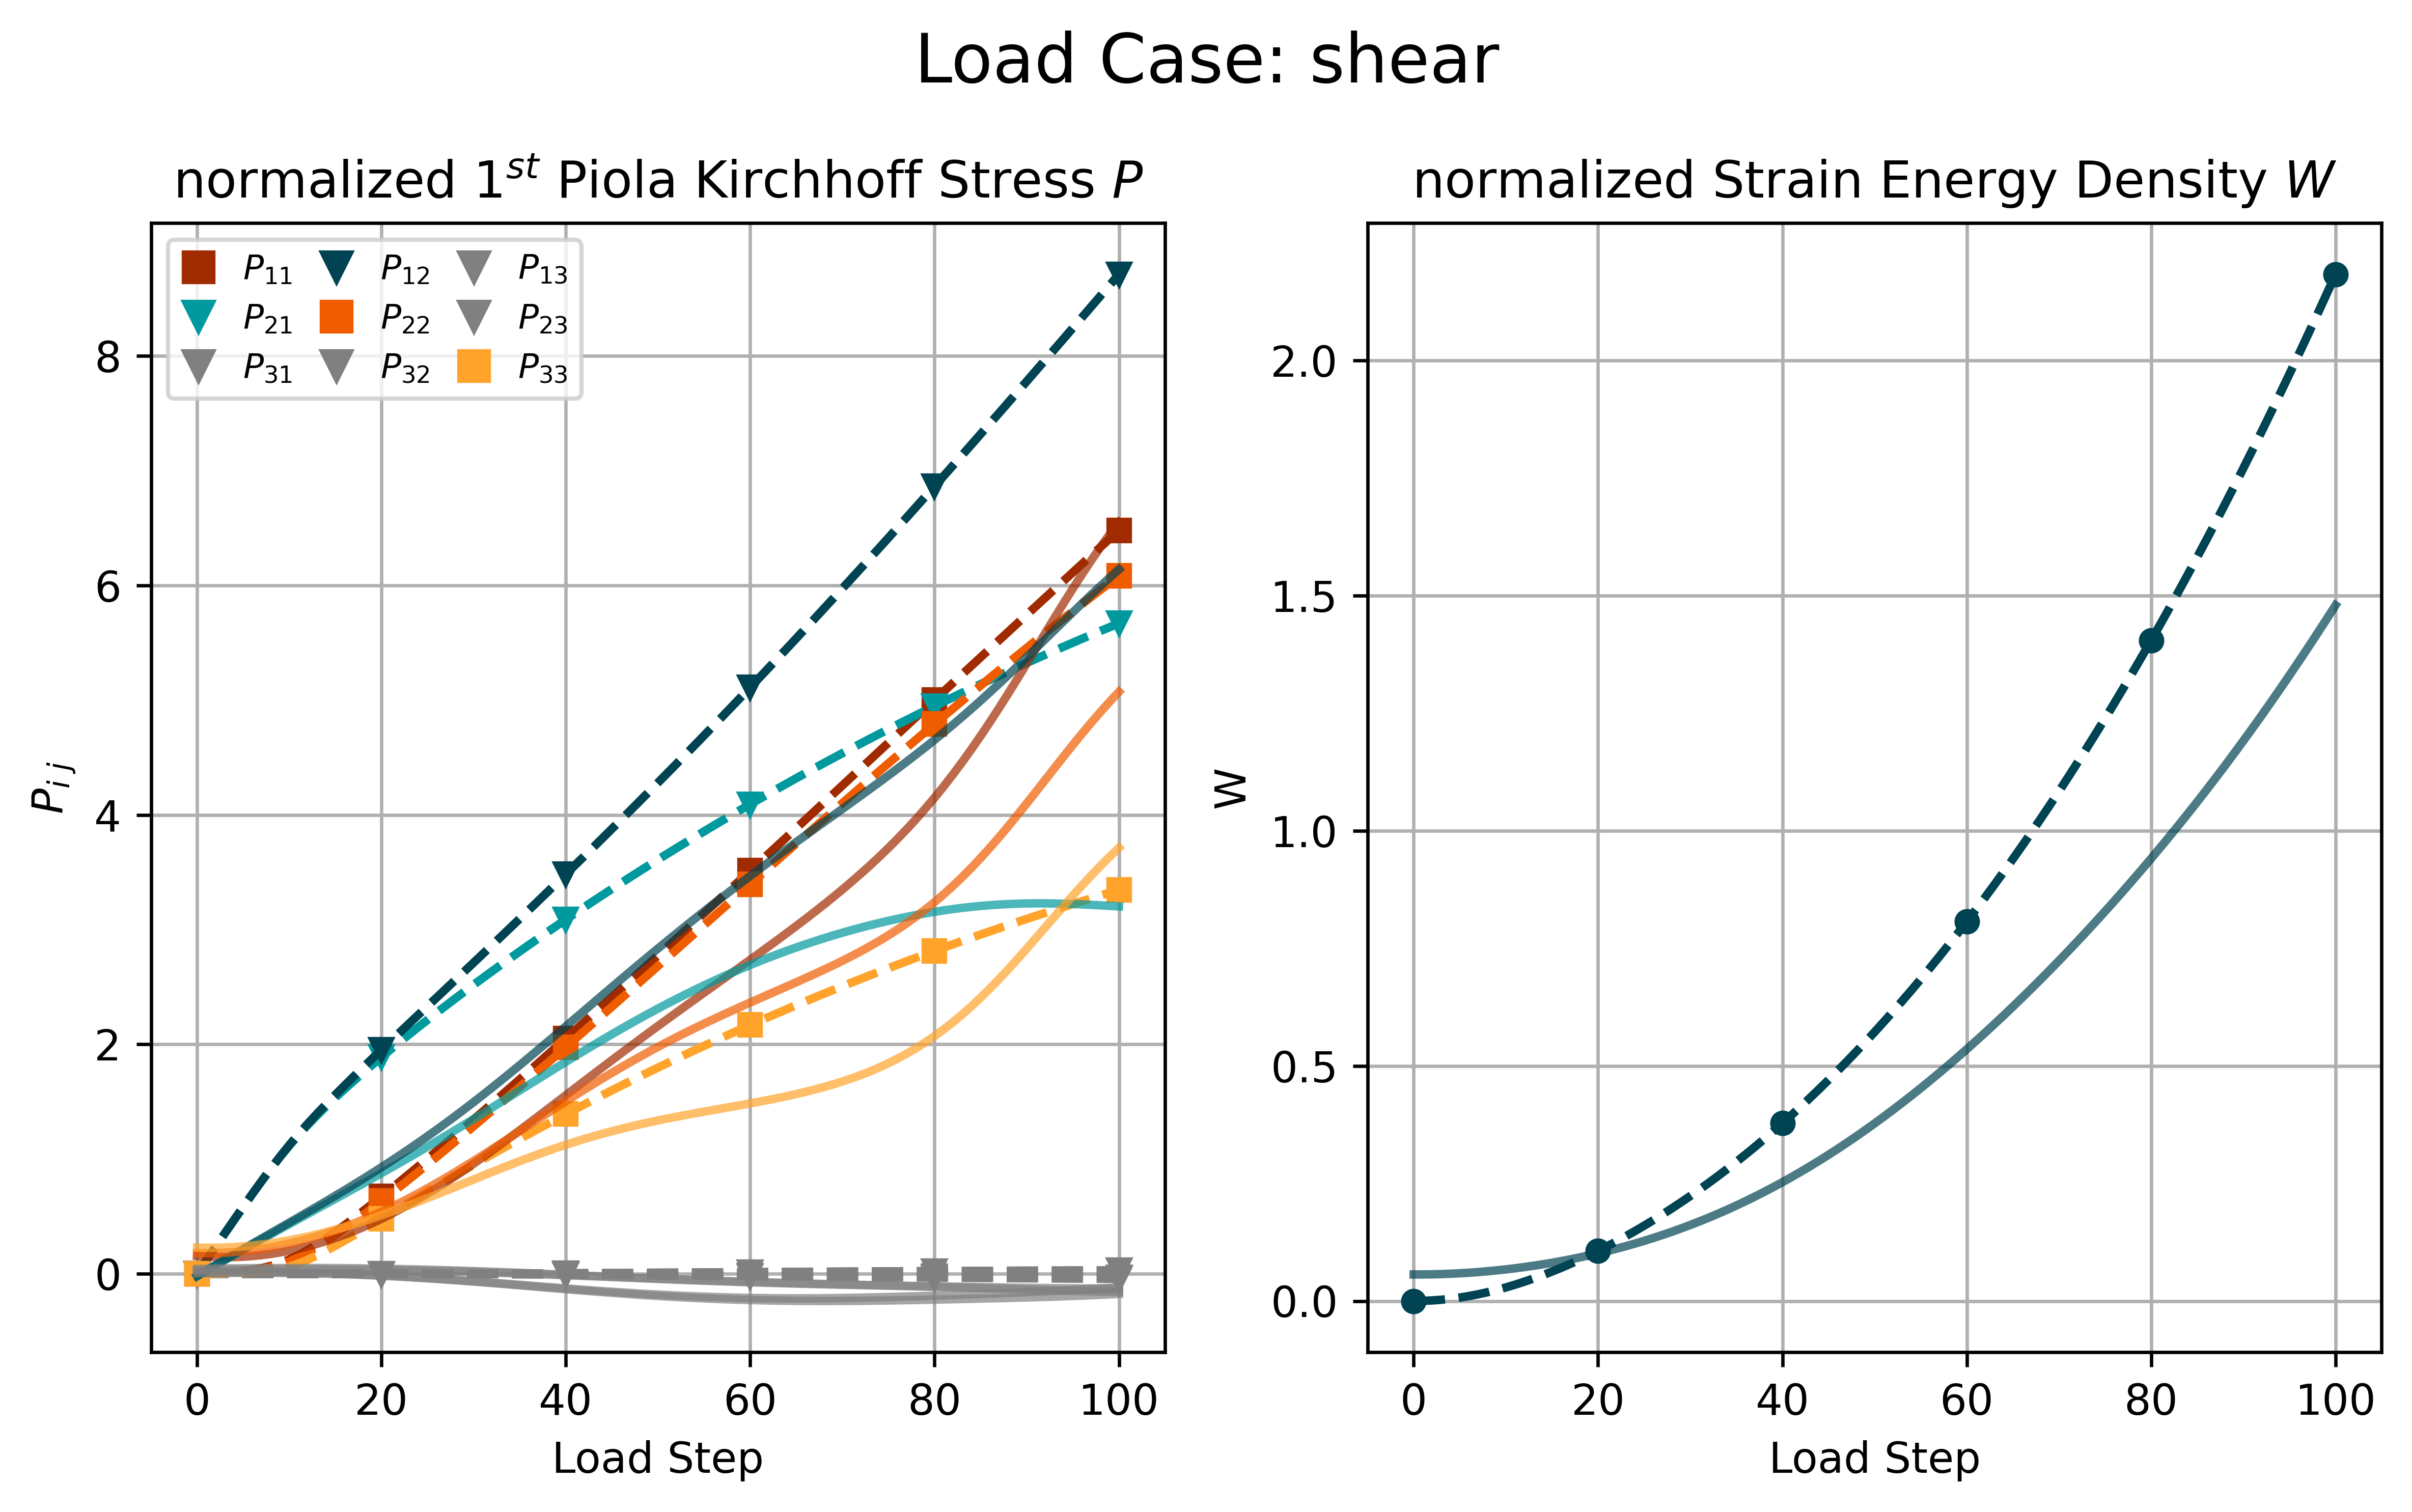 Load Case: shear
normalized 1st Piola Kirchhoff Stress P
P11 P12 P13
P21 P22 P23
P31 P32 P33
8
6
4
2
0
Pi j
0 20 40 60 80 100
Load Step
normalized Strain Energy Density W
2.0
1.5
1.0
0.5
0.0
W
0 20 40 60 80 100
Load Step